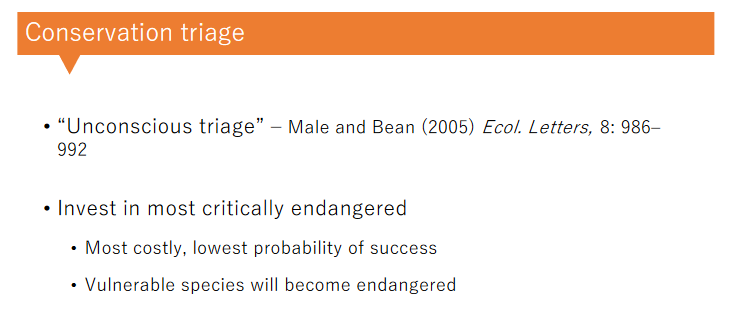 Conservation triage
• “Unconscious triage” – Male and Bean (2005) Ecol. Letters, 8: 986–
992
• Invest in most critically endangered
• Most costly, lowest probability of success
• Vulnerable species will become endangered